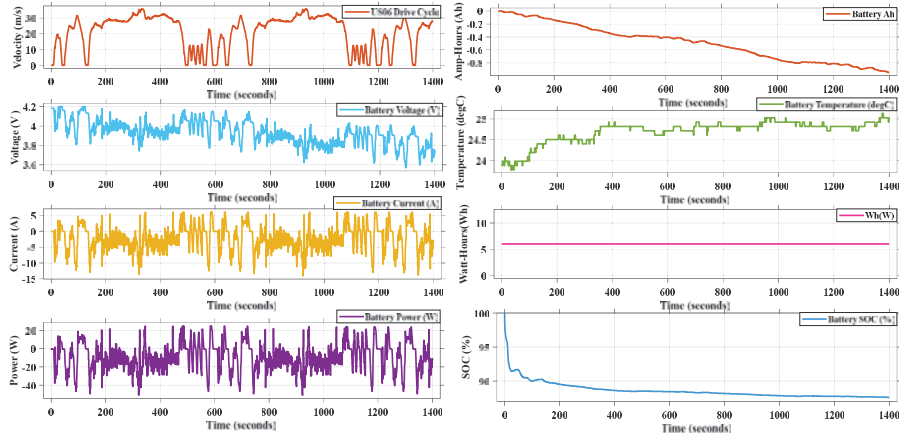 US06 Drive Cycle
Velocity (m/s)
30
20
10
0
0 200 400 600 800 1000 1200 1400
Time (seconds)
Battery Voltage (V)
Voltage (V)
4.2
4
3.8
3.6
0 200 400 600 800 1000 1200 1400
Time (seconds)
Battery Current (A)
Current (A)
5
0
-5
-10
-15
0 200 400 600 800 1000 1200 1400
Time (seconds)
Battery Power (W)
Power (W)
20
0
-20
-40
0 200 400 600 800 1000 1200 1400
Time (seconds)
Battery Ah
Amp-Hours (Ah)
0
-0.2
-0.4
-0.6
-0.8
0 200 400 600 800 1000 1200 1400
Time (seconds)
Battery Temperature (degC)
Temperature (degC)
25
24.5
24
0 200 400 600 800 1000 1200 1400
Time (seconds)
Wh(W)
Watt-Hours(Wh)
10
5
0
0 200 400 600 800 1000 1200 1400
Time (seconds)
Battery SOC (%)
SOC (%)
100
95
90
0 200 400 600 800 1000 1200 1400
Time (seconds)